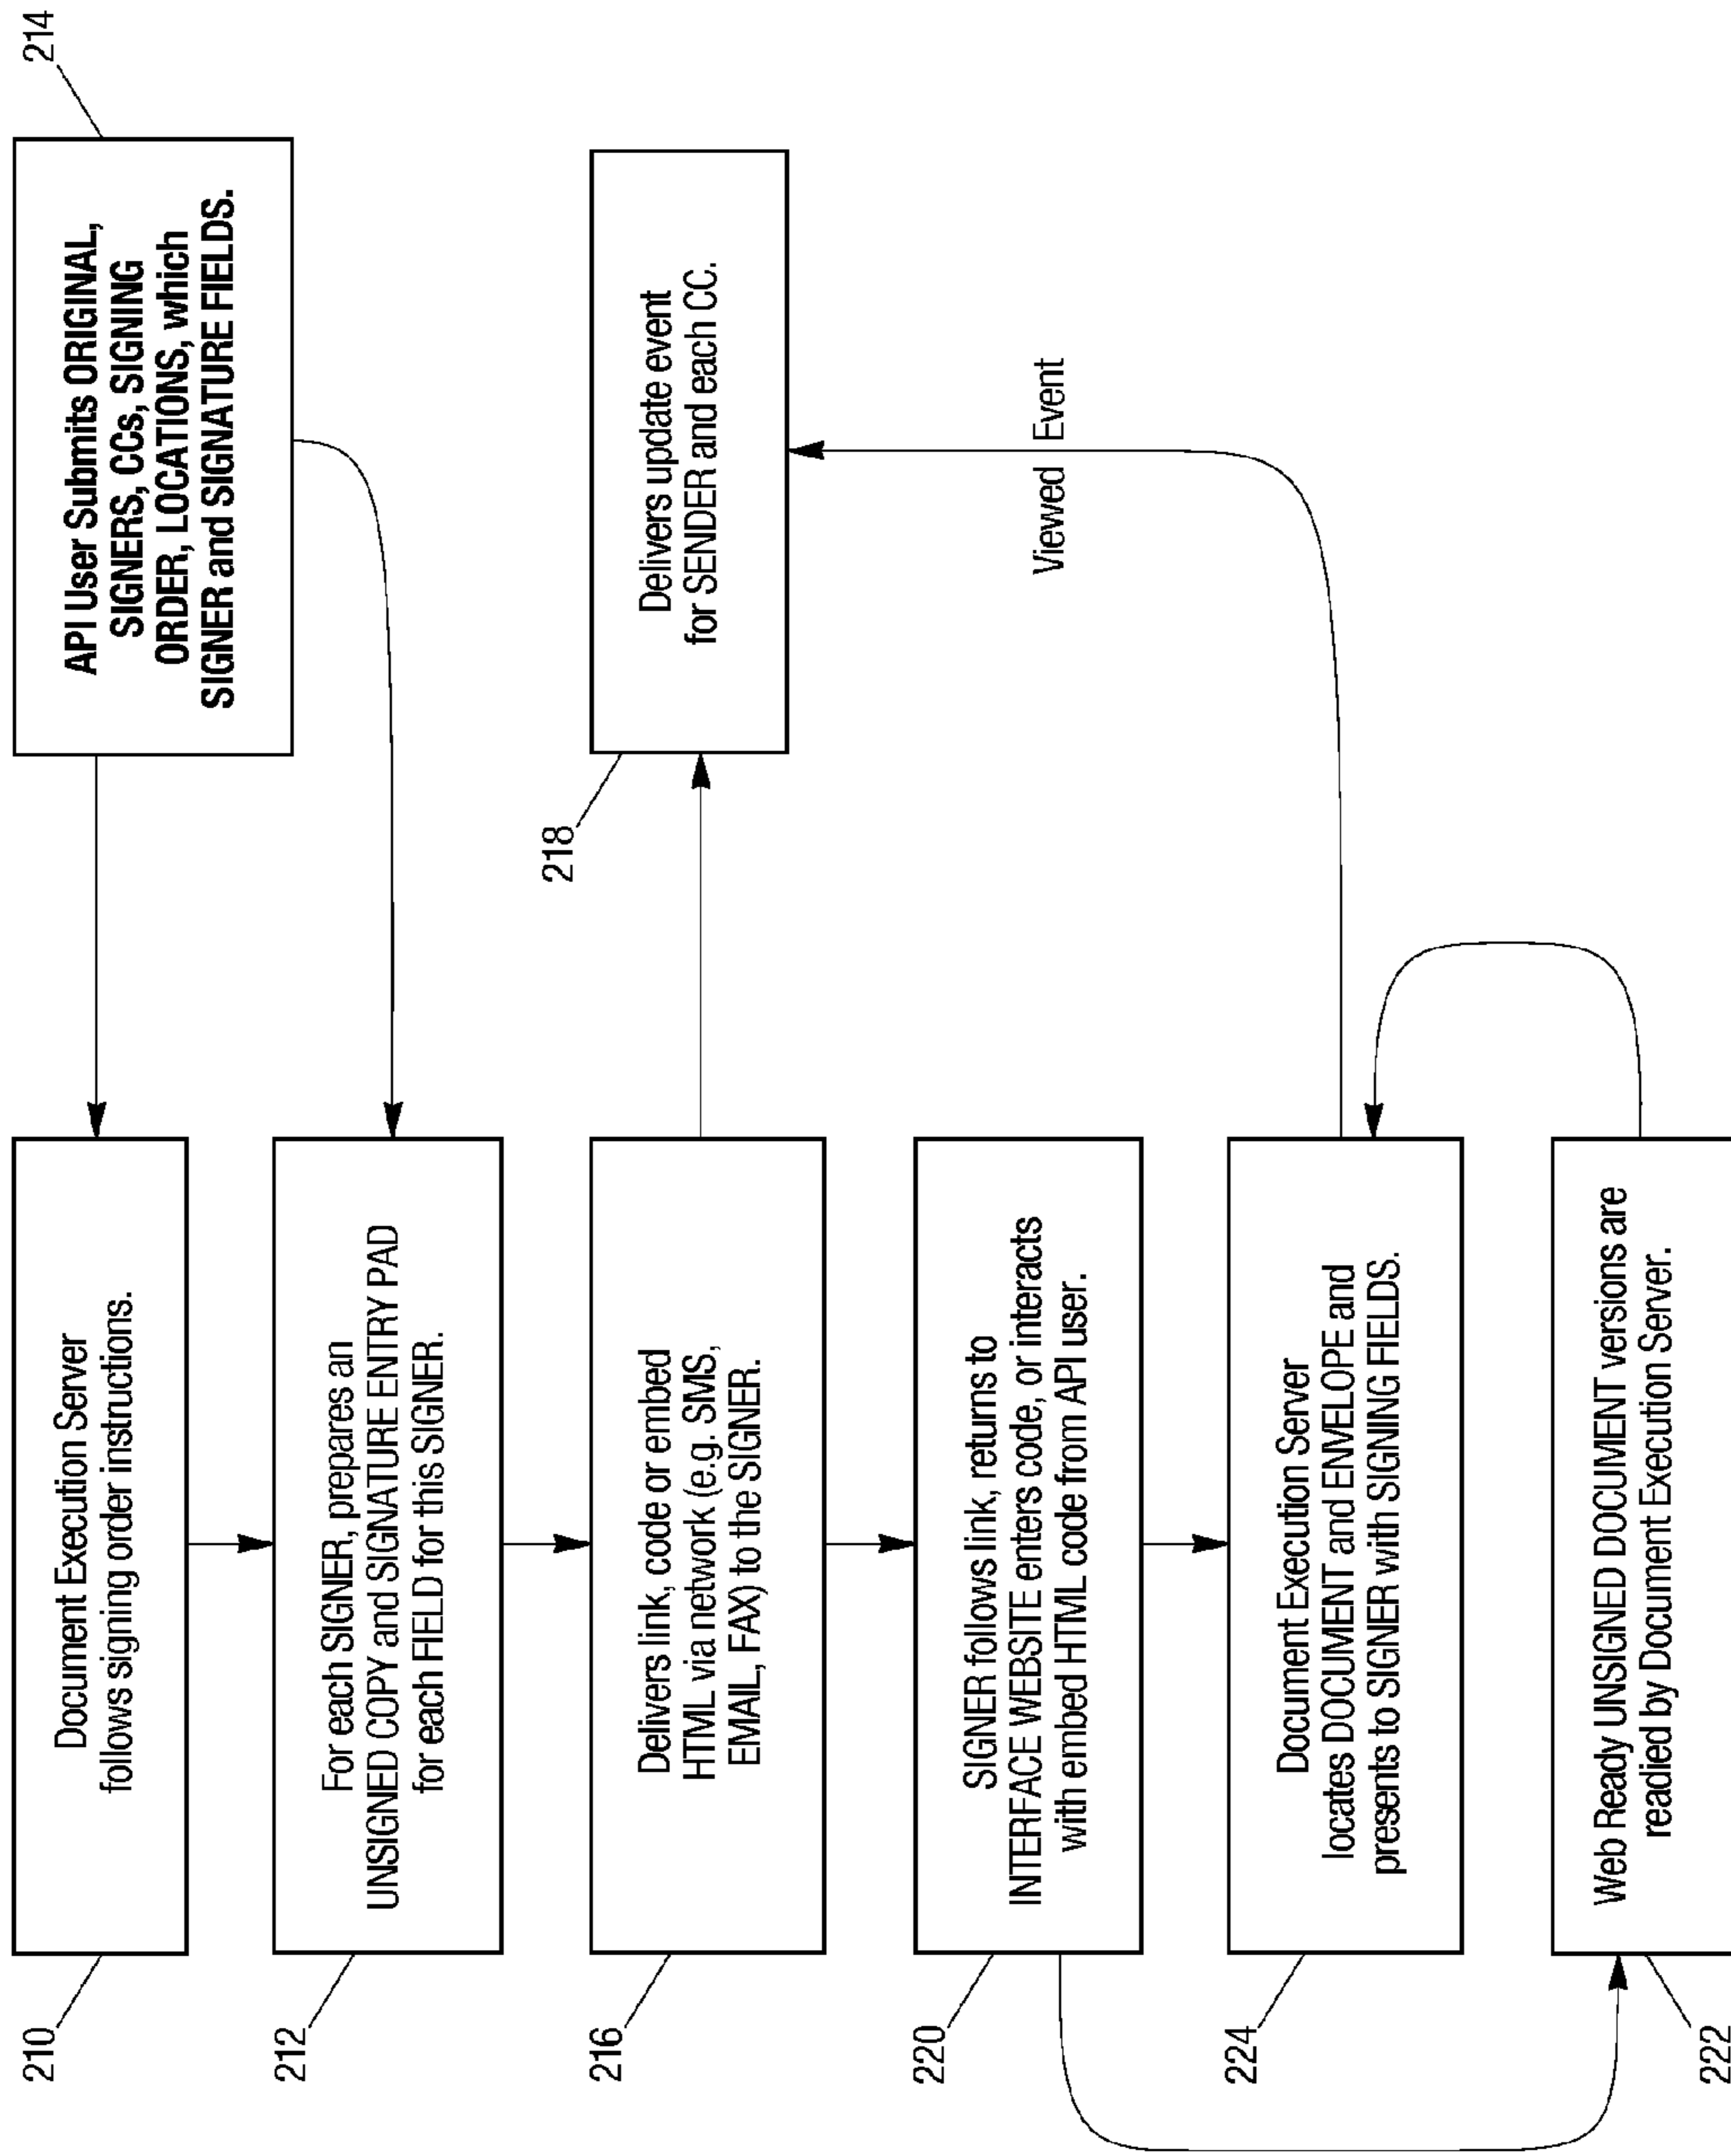 210
Document Execution Server
follows signing order instructions.
214
API User Submits ORIGINAL,
SIGNERS, CCs, SIGNING
ORDER, LOCATIONS, which
SIGNER and SIGNATURE FIELDS.
212
For each SIGNER, prepares an
UNSIGNED COPY and SIGNATURE ENTRY PAD
for each FIELD for this SIGNER.
216
Delivers link, code or embed
HTML via network (e.g. SMS,
EMAIL, FAX) to the SIGNER.
218
Delivers update event
for SENDER and each CC.
220
SIGNER follows link, returns to
INTERFACE WEBSITE enters code, or interacts
with embed HTML code from API user.
Viewed Event
224
Document Execution Server
locates DOCUMENT and ENVELOPE and
presents to SIGNER with SIGNING FIELDS.
222
Web Ready UNSIGNED DOCUMENT versions are
readied by Document Execution Server.